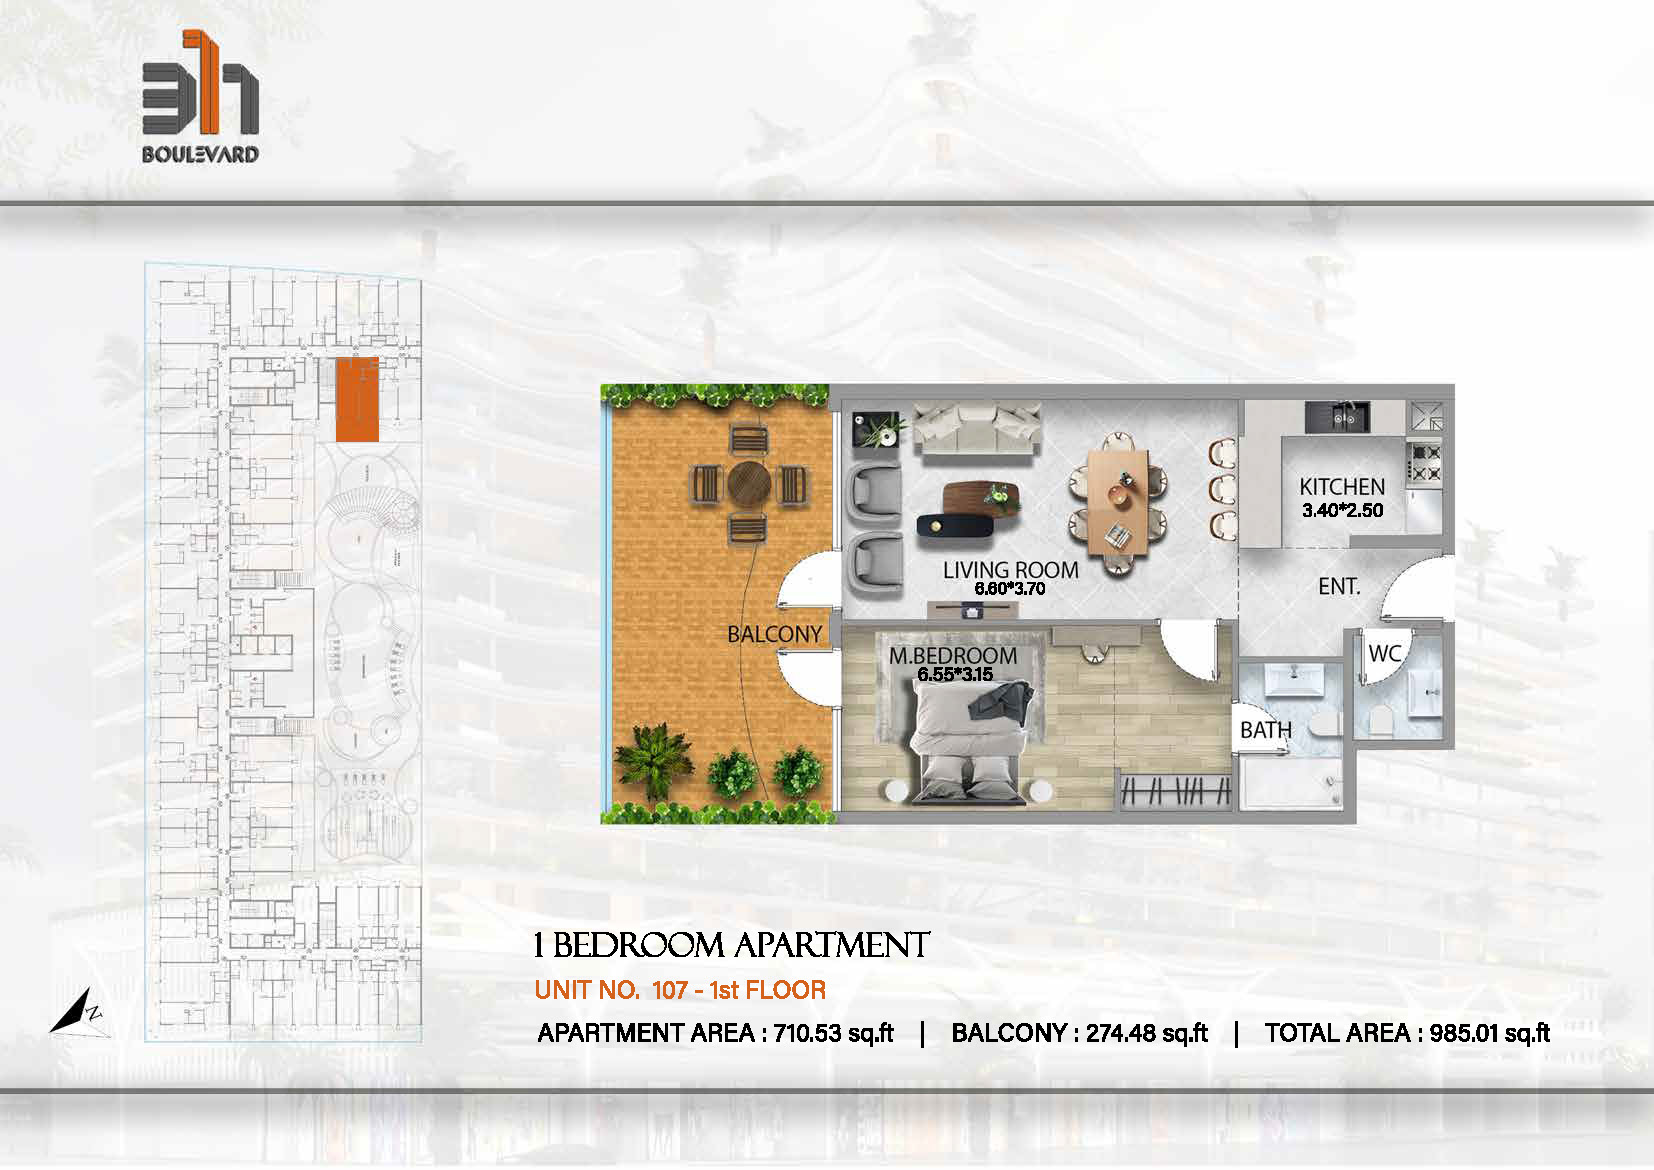 311
BOULEVARD
KITCHEN
3.40*2.50
LIVING ROOM
6.60*3.70
ENT.
BALCONY
M.BEDROOM
6.55*3.15
WC
BATH
1 BEDROOM APARTMENT
UNIT NO. 107 - 1st FLOOR
APARTMENT AREA : 710.53 sq.ft | BALCONY : 274.48 sq.ft | TOTAL AREA : 985.01 sq.ft
N